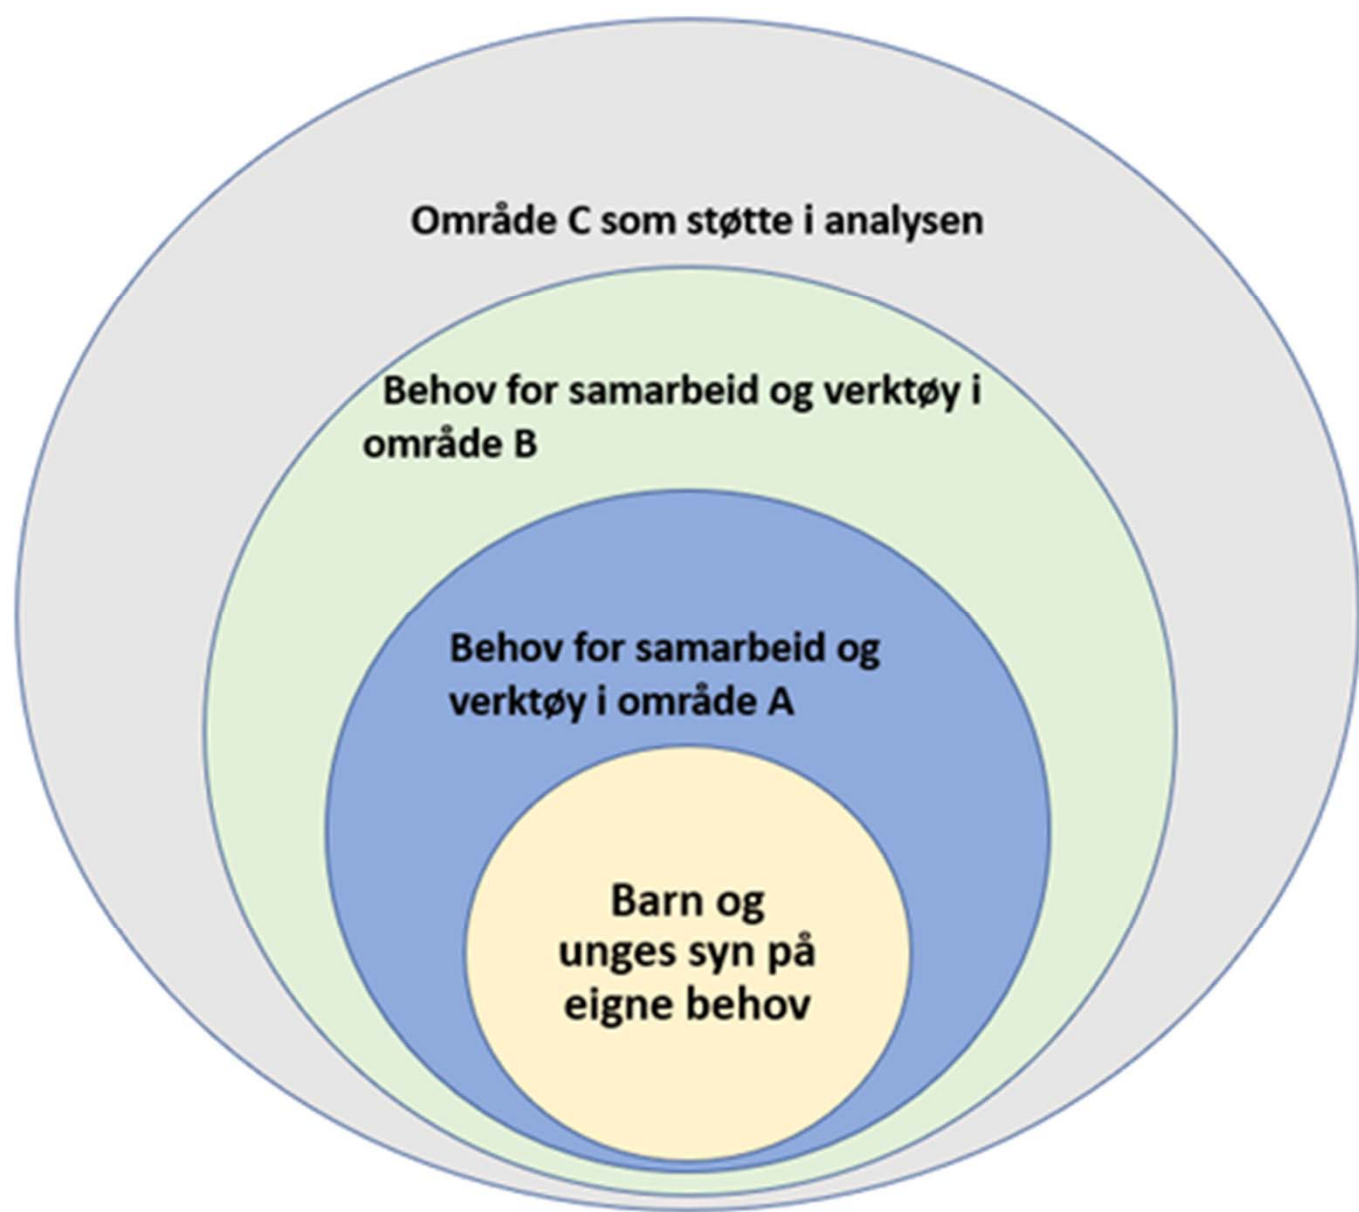 Område C som støtte i analysen
Behov for samarbeid og verktøy i
område B
Behov for samarbeid og
verktøy i område A
Barn og
unges syn på
eigne behov